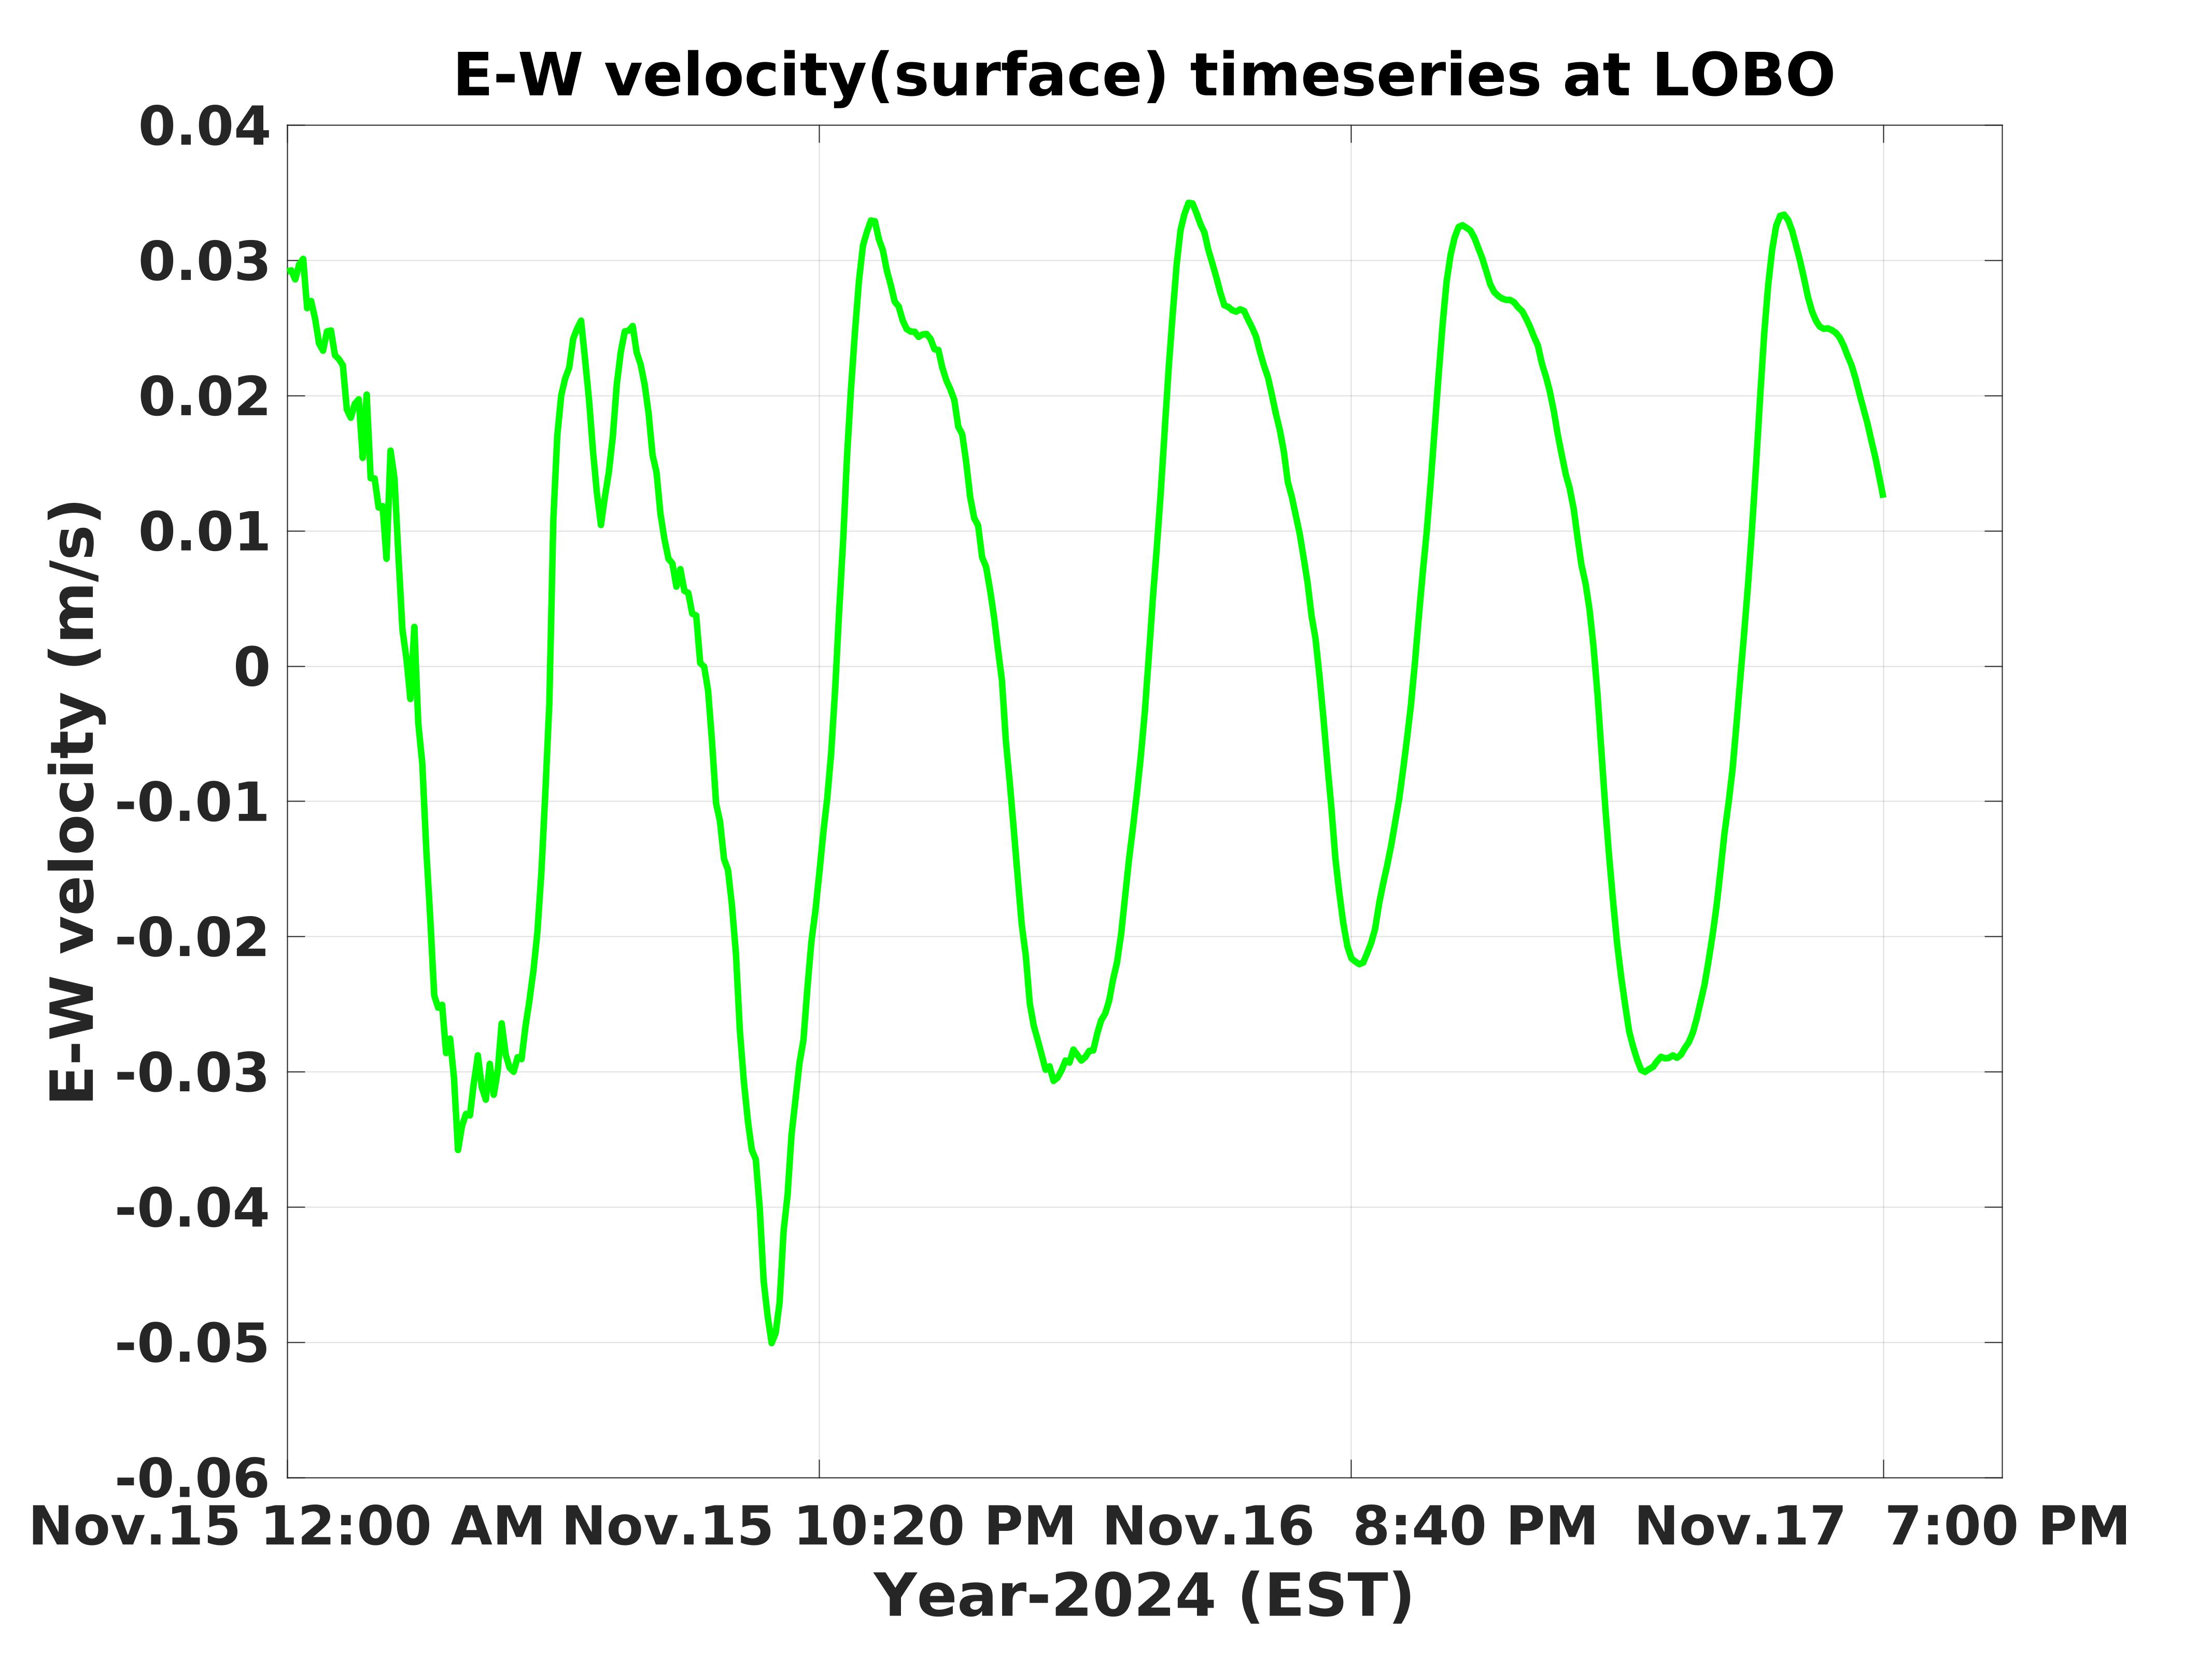 E-W velocity(surface) timeseries at LOBO
E-W velocity (m/s)
0.04
0.03
0.02
0.01
0
-0.01
-0.02
-0.03
-0.04
-0.05
-0.06
Nov.15 12:00 AM Nov.15 10:20 PM Nov.16 8:40 PM Nov.17 7:00 PM
Year-2024 (EST)